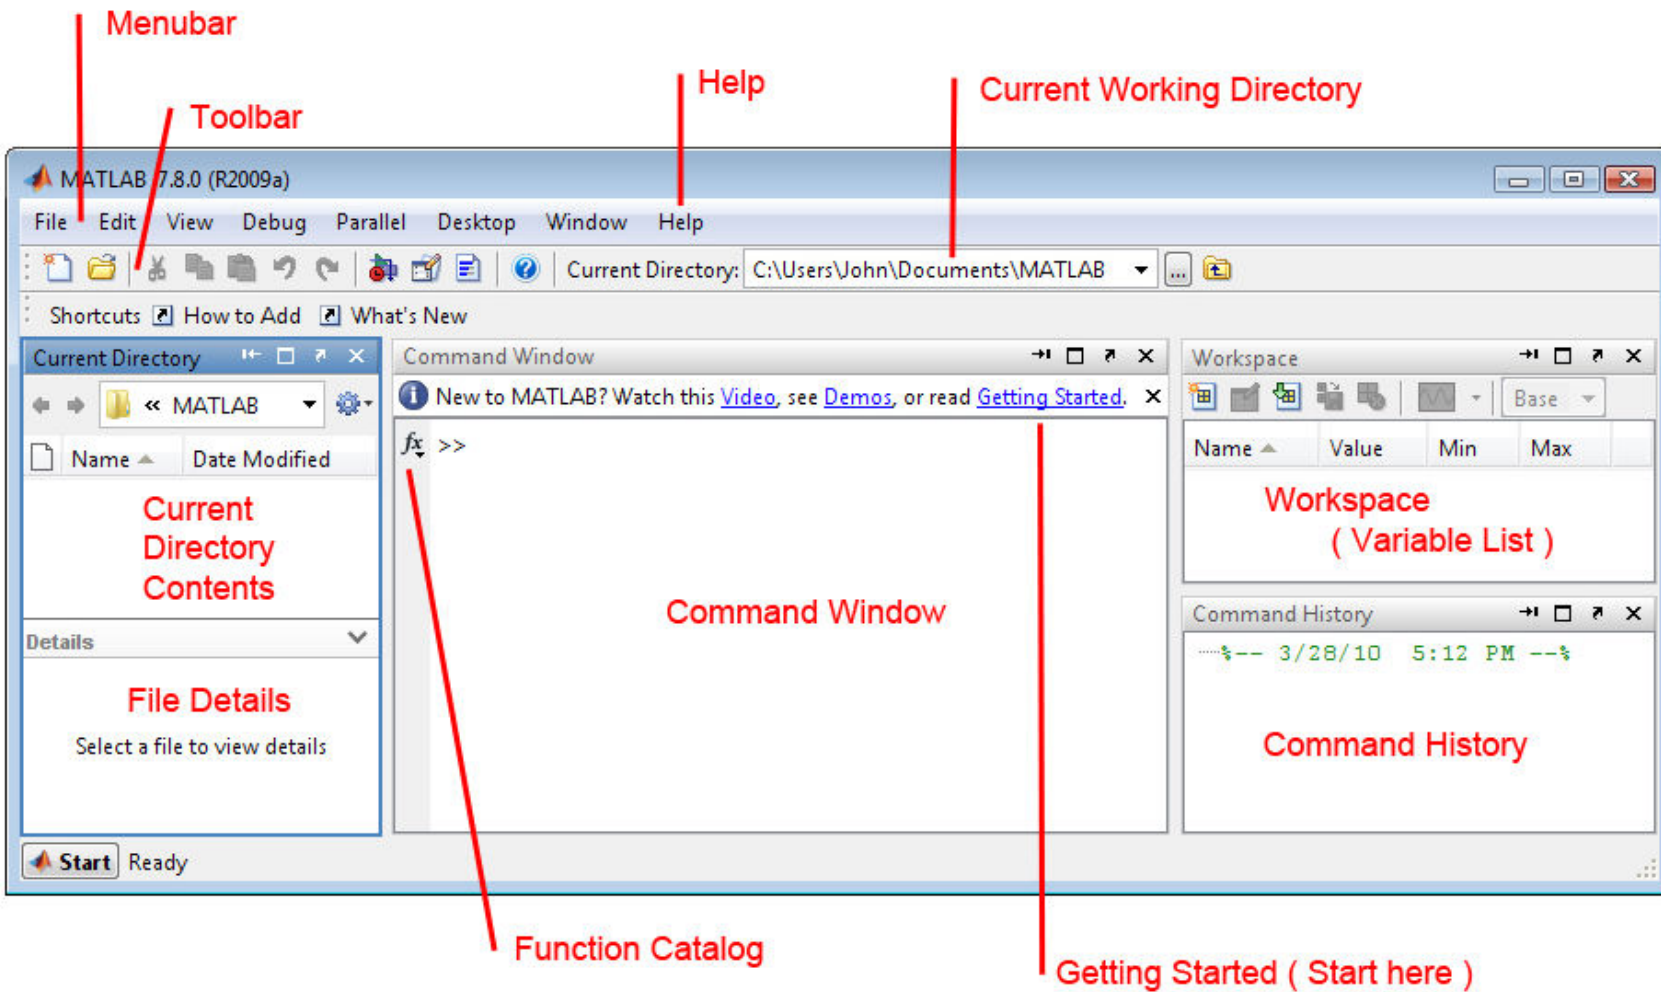 Menubar
Help
Current Working Directory
Toolbar
MATLAB 7.8.0 (R2009a)
File Edit View Debug Parallel Desktop Window Help
Current Directory: C:\Users\John\Documents\MATLAB ...
Shortcuts How to Add What's New
Current Directory
« MATLAB
Name Date Modified
Current
Directory
Contents
Details
File Details
Select a file to view details
Command Window
New to MATLAB? Watch this Video, see Demos, or read Getting Started.
fx >>
Command Window
Workspace
Base
Name Value Min Max
Workspace
( Variable List )
Command History
%-- 3/28/10 5:12 PM --%
Command History
Start Ready
Function Catalog
Getting Started ( Start here )